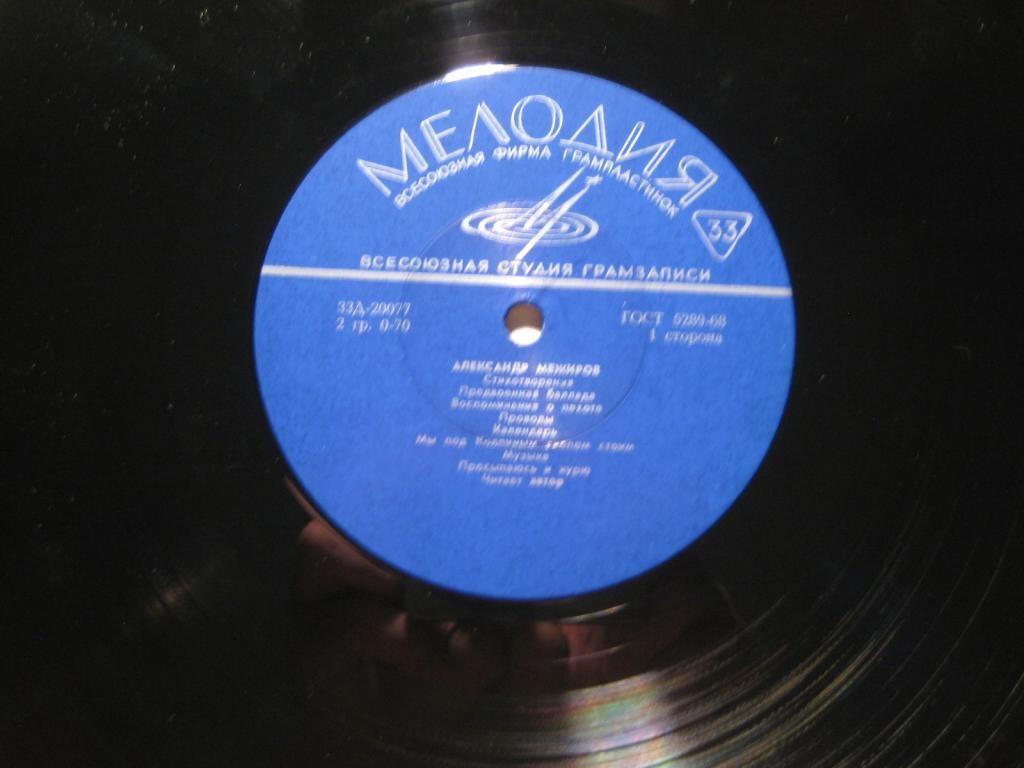 МЕЛОДИЯ
ВСЕСОЮЗНАЯ ФИРМА ГРАМПЛАСТИНОК
33
ВСЕСОЮЗНАЯ СТУДИЯ ГРАМЗАПИСИ
33Д-20077
2 гр. 0-70
ГОСТ 5289-68
1 сторона
АЛЕКСАНДР МЕЖИРОВ
Стихотворения
Предвоенная баллада
Воспоминания о пехоте
Проводы
Календарь
Мы под Колпиным скопом стоим
Музыка
Просыпаюсь и курю
Читает автор